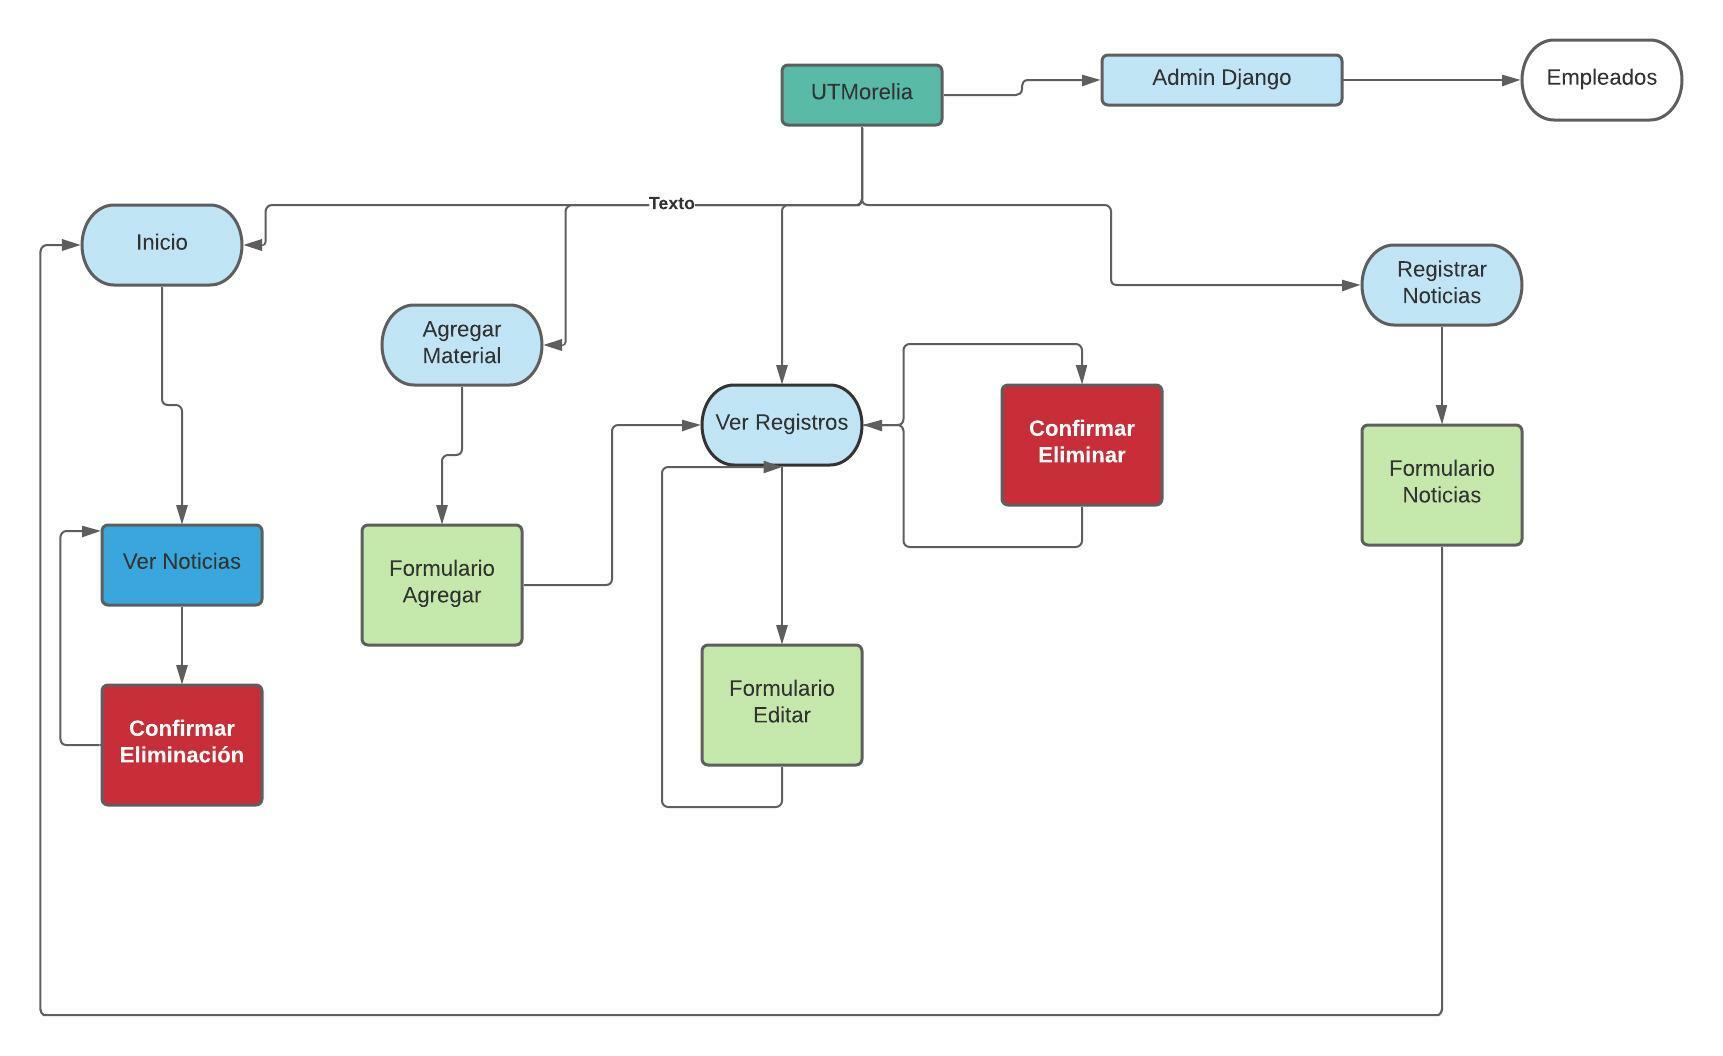 UTMorelia
Admin Django
Empleados
Texto
Inicio
Registrar
Noticias
Agregar
Material
Ver Registros
Confirmar
Eliminar
Formulario
Noticias
Ver Noticias
Formulario
Agregar
Formulario
Editar
Confirmar
Eliminación